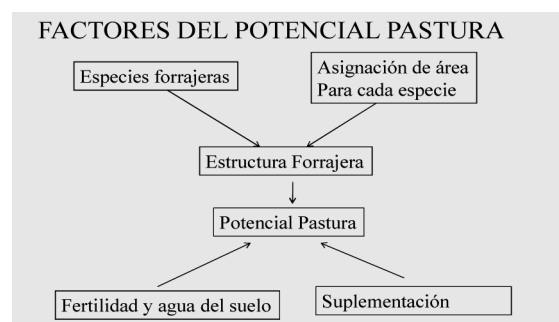 FACTORES DEL POTENCIAL PASTURA
Especies forrajeras
Asignación de área
Para cada especie
Estructura Forrajera
Potencial Pastura
Fertilidad y agua del suelo
Suplementación